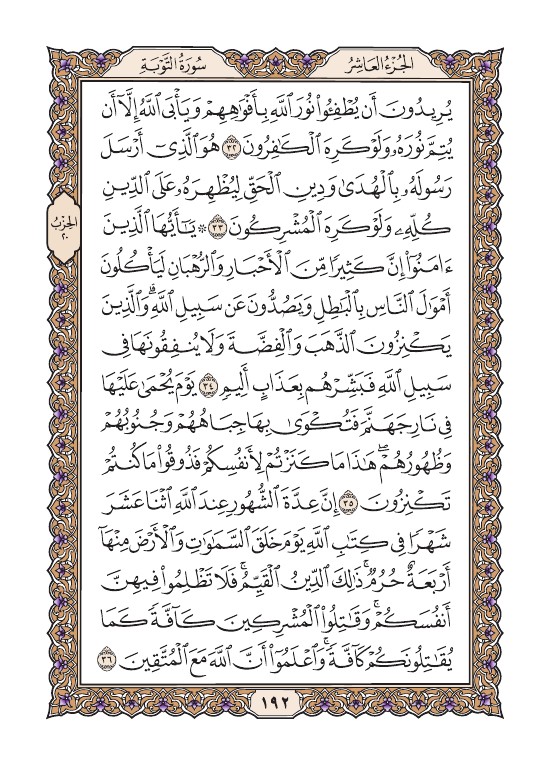 سُورَةُ التَّوْبَةِ
الجُزْءُ العَاشِرُ
يُرِيدُونَ أَن يُطْفِـُٔوا۟ نُورَ ٱللَّهِ بِأَفْوَٰهِهِمْ وَيَأْبَى ٱللَّهُ إِلَّآ أَن
يُتِمَّ نُورَهُۥ وَلَوْ كَرِهَ ٱلْكَٰفِرُونَ ٣٢ هُوَ ٱلَّذِىٓ أَرْسَلَ
رَسُولَهُۥ بِٱلْهُدَىٰ وَدِينِ ٱلْحَقِّ لِيُظْهِرَهُۥ عَلَى ٱلدِّينِ
كُلِّهِۦ وَلَوْ كَرِهَ ٱلْمُشْرِكُونَ ٣٣ ۞ يَٰٓأَيُّهَا ٱلَّذِينَ
ءَامَنُوٓا۟ إِنَّ كَثِيرًا مِّنَ ٱلْأَحْبَارِ وَٱلرُّهْبَانِ لَيَأْكُلُونَ
أَمْوَٰلَ ٱلنَّاسِ بِٱلْبَٰطِلِ وَيَصُدُّونَ عَن سَبِيلِ ٱللَّهِ ۗ وَٱلَّذِينَ
يَكْنِزُونَ ٱلذَّهَبَ وَٱلْفِضَّةَ وَلَا يُنفِقُونَهَا فِى
سَبِيلِ ٱللَّهِ فَبَشِّرْهُم بِعَذَابٍ أَلِيمٍ ٣٤ يَوْمَ يُحْمَىٰ عَلَيْهَا
فِى نَارِ جَهَنَّمَ فَتُكْوَىٰ بِهَا جِبَاهُهُمْ وَجُنُوبُهُمْ
وَظُهُورُهُمْ ۖ هَٰذَا مَا كَنَزْتُمْ لِأَنفُسِكُمْ فَذُوقُوا۟ مَا كُنتُمْ
تَكْنِزُونَ ٣٥ إِنَّ عِدَّةَ ٱلشُّهُورِ عِندَ ٱللَّهِ ٱثْنَا عَشَرَ
شَهْرًا فِى كِتَٰبِ ٱللَّهِ يَوْمَ خَلَقَ ٱلسَّمَٰوَٰتِ وَٱلْأَرْضَ مِنْهَآ
أَرْبَعَةٌ حُرُمٌ ۚ ذَٰلِكَ ٱلدِّينُ ٱلْقَيِّمُ ۚ فَلَا تَظْلِمُوا۟ فِيهِنَّ
أَنفُسَكُمْ ۚ وَقَٰتِلُوا۟ ٱلْمُشْرِكِينَ كَآفَّةً كَمَا
يُقَٰتِلُونَكُمْ كَآفَّةً ۚ وَٱعْلَمُوٓا۟ أَنَّ ٱللَّهَ مَعَ ٱلْمُتَّقِينَ ٣٦
الحِزْبُ
٢٠
١٩٢